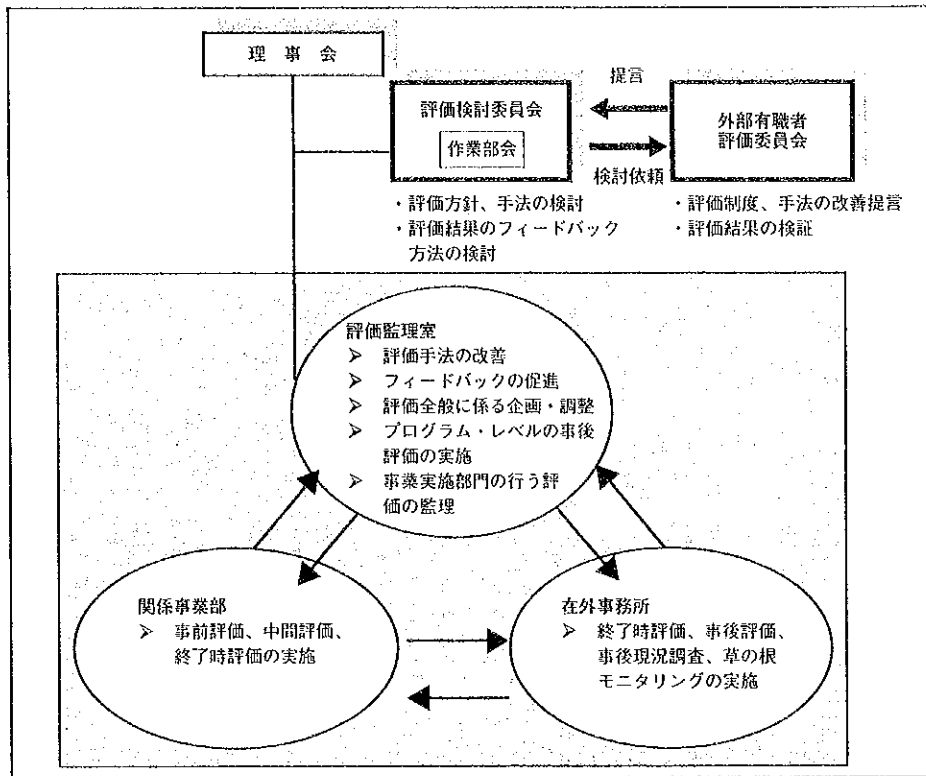 理 事 会
評価検討委員会
作業部会
提言
検討依頼
外部有職者
評価委員会
・評価方針、手法の検討
・評価結果のフィードバック
方法の検討
・評価制度、手法の改善提言
・評価結果の検証
評価監理室
➢ 評価手法の改善
➢ フィードバックの促進
➢ 評価全般に係る企画・調整
➢ プログラム・レベルの事後
評価の実施
➢ 事業実施部門の行う評
価の監理
関係事業部
➢ 事前評価、中間評価、
終了時評価の実施
在外事務所
➢ 終了時評価、事後評価、
事後現況調査、草の根
モニタリングの実施